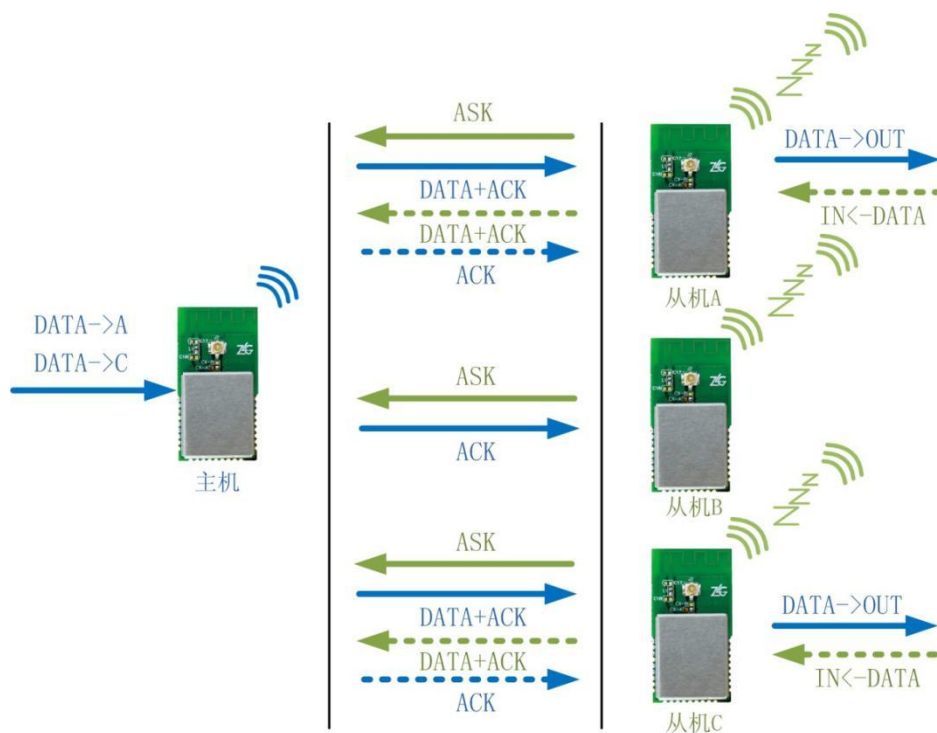 ASK
DATA+ACK
DATA+ACK
ACK
DATA->OUT
IN<-DATA
从机A
DATA->A
DATA->C
主机
ASK
ACK
从机B
ASK
DATA+ACK
DATA+ACK
ACK
DATA->OUT
IN<-DATA
从机C